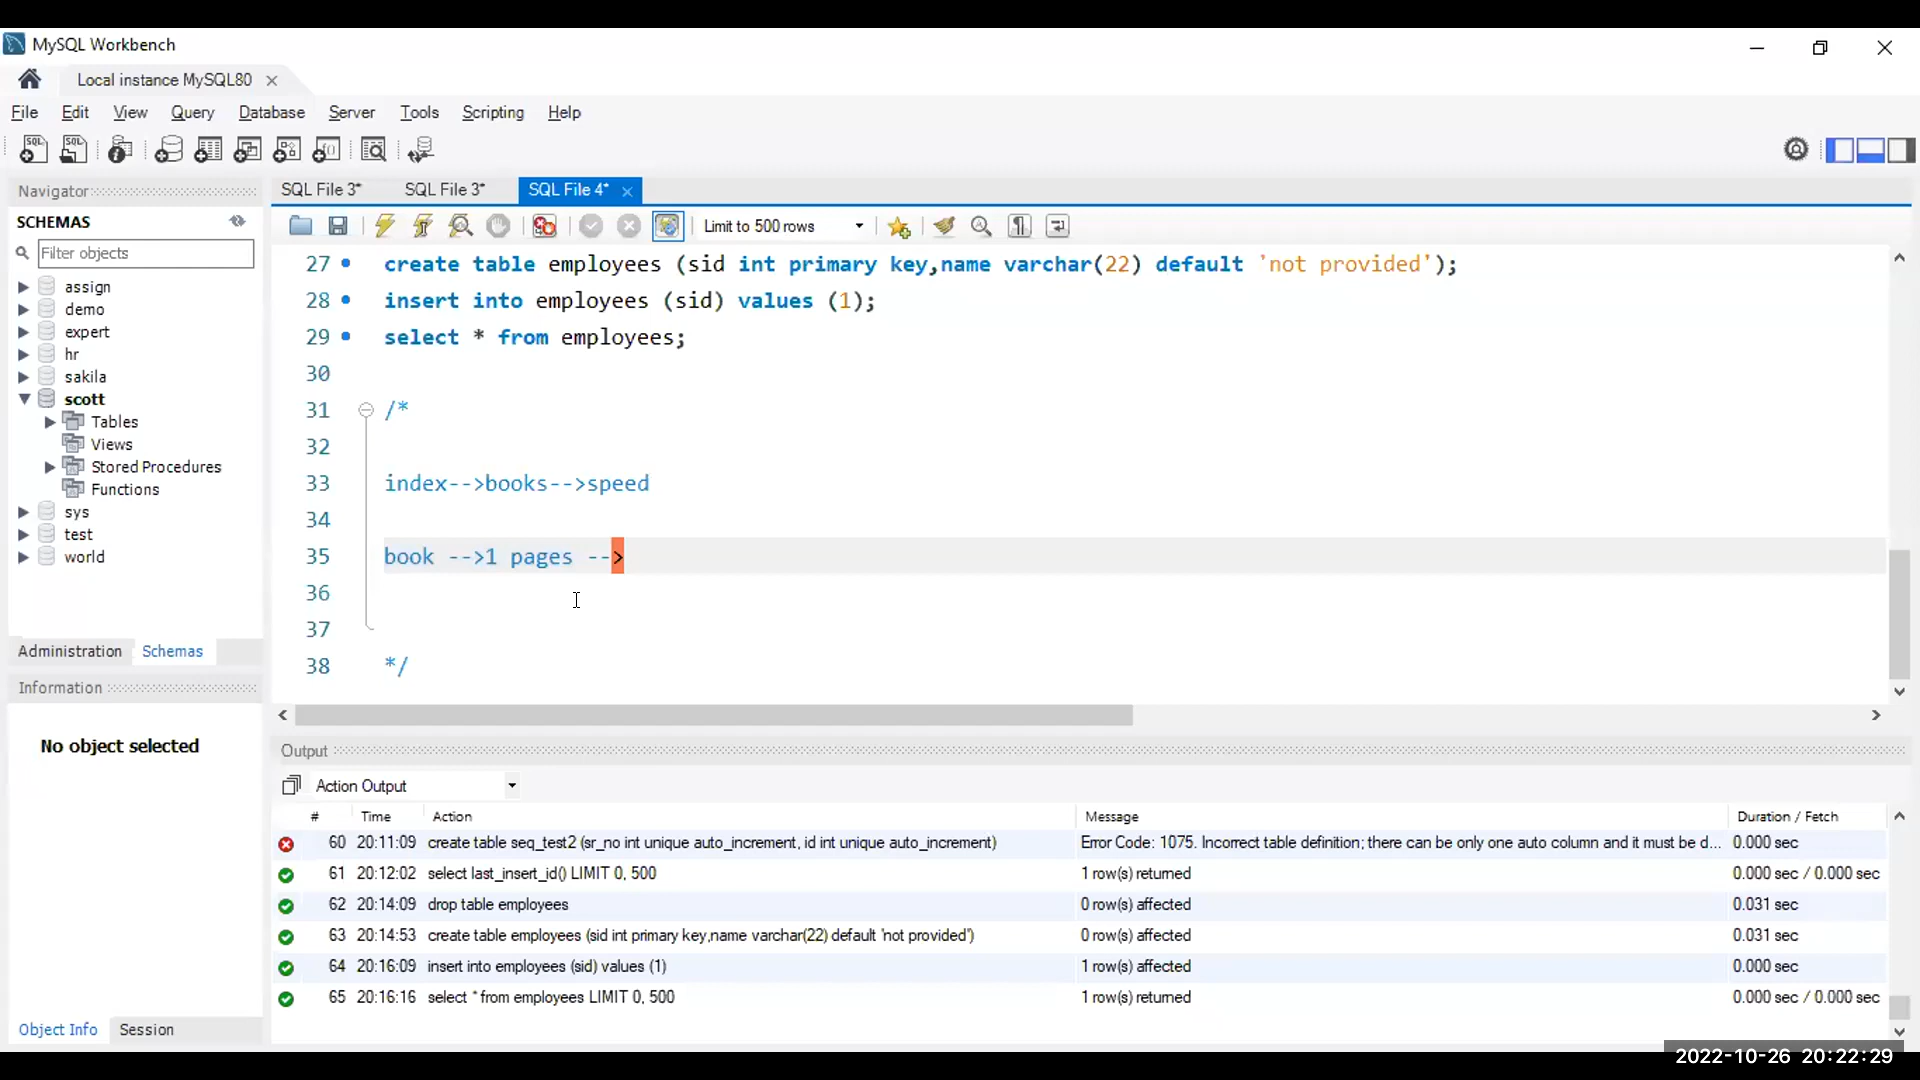 MySQL Workbench
Local instance MySQL80
File Edit View Query Database Server Tools Scripting Help
Navigator
SQL File 3* SQL File 3* SQL File 4*
SCHEMAS
Limit to 500 rows
Filter objects
assign
demo
expert
hr
sakila
scott
Tables
Views
Stored Procedures
Functions
sys
test
world
27 create table employees (sid int primary key,name varchar(22) default 'not provided');
28 insert into employees (sid) values (1);
29 select * from employees;
30
31 /*
32
33 index-->books-->speed
34
35 book -->1 pages -->
36
37
38 */
Administration Schemas
Information
No object selected
Output
Action Output
# Time Action Message Duration / Fetch
60 20:11:09 create table seq_test2 (sr_no int unique auto_increment, id int unique auto_increment) Error Code: 1075. Incorrect table definition; there can be only one auto column and it must be d... 0.000 sec
61 20:12:02 select last_insert_id() LIMIT 0, 500 1 row(s) returned 0.000 sec / 0.000 sec
62 20:14:09 drop table employees 0 row(s) affected 0.031 sec
63 20:14:53 create table employees (sid int primary key,name varchar(22) default 'not provided') 0 row(s) affected 0.031 sec
64 20:16:09 insert into employees (sid) values (1) 1 row(s) affected 0.000 sec
65 20:16:16 select * from employees LIMIT 0, 500 1 row(s) returned 0.000 sec / 0.000 sec
Object Info Session
2022-10-26 20:22:29